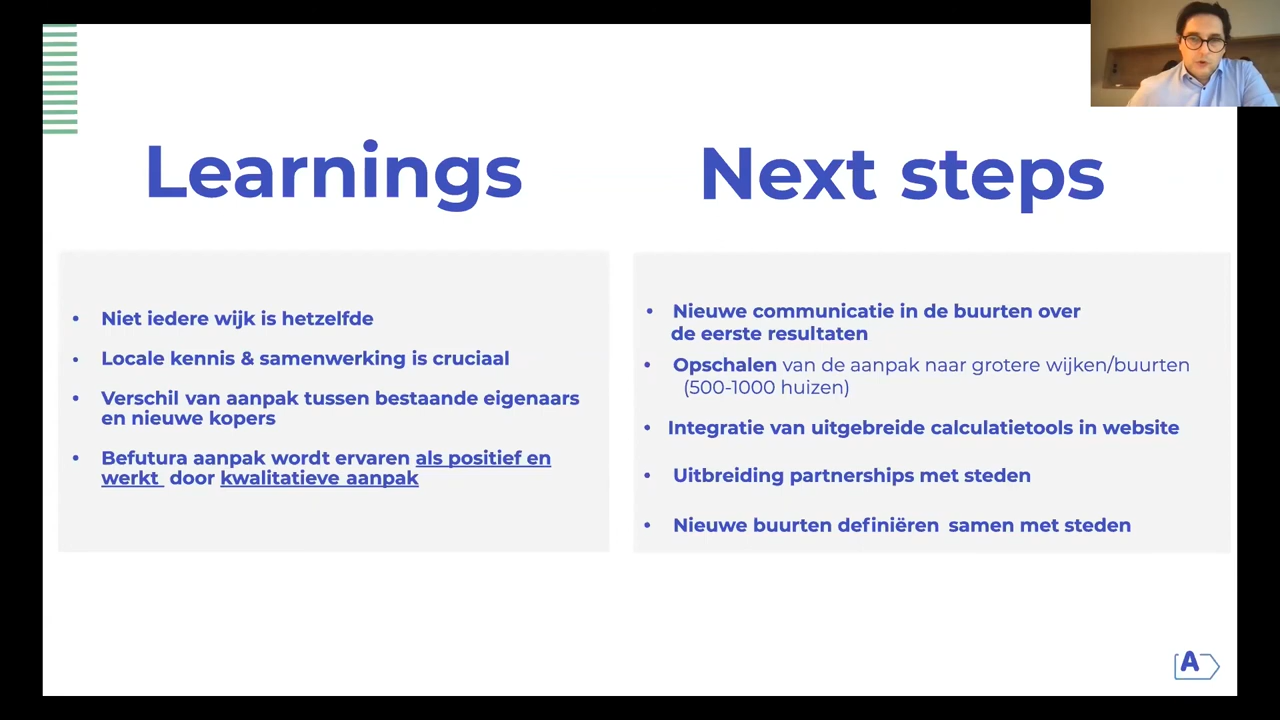 Learnings
• Niet iedere wijk is hetzelfde
• Locale kennis & samenwerking is cruciaal
• Verschil van aanpak tussen bestaande eigenaars
en nieuwe kopers
• Befutura aanpak wordt ervaren als positief en
werkt door kwalitatieve aanpak
Next steps
• Nieuwe communicatie in de buurten over
de eerste resultaten
• Opschalen van de aanpak naar grotere wijken/buurten
(500-1000 huizen)
• Integratie van uitgebreide calculatietools in website
• Uitbreiding partnerships met steden
• Nieuwe buurten definiëren samen met steden
A